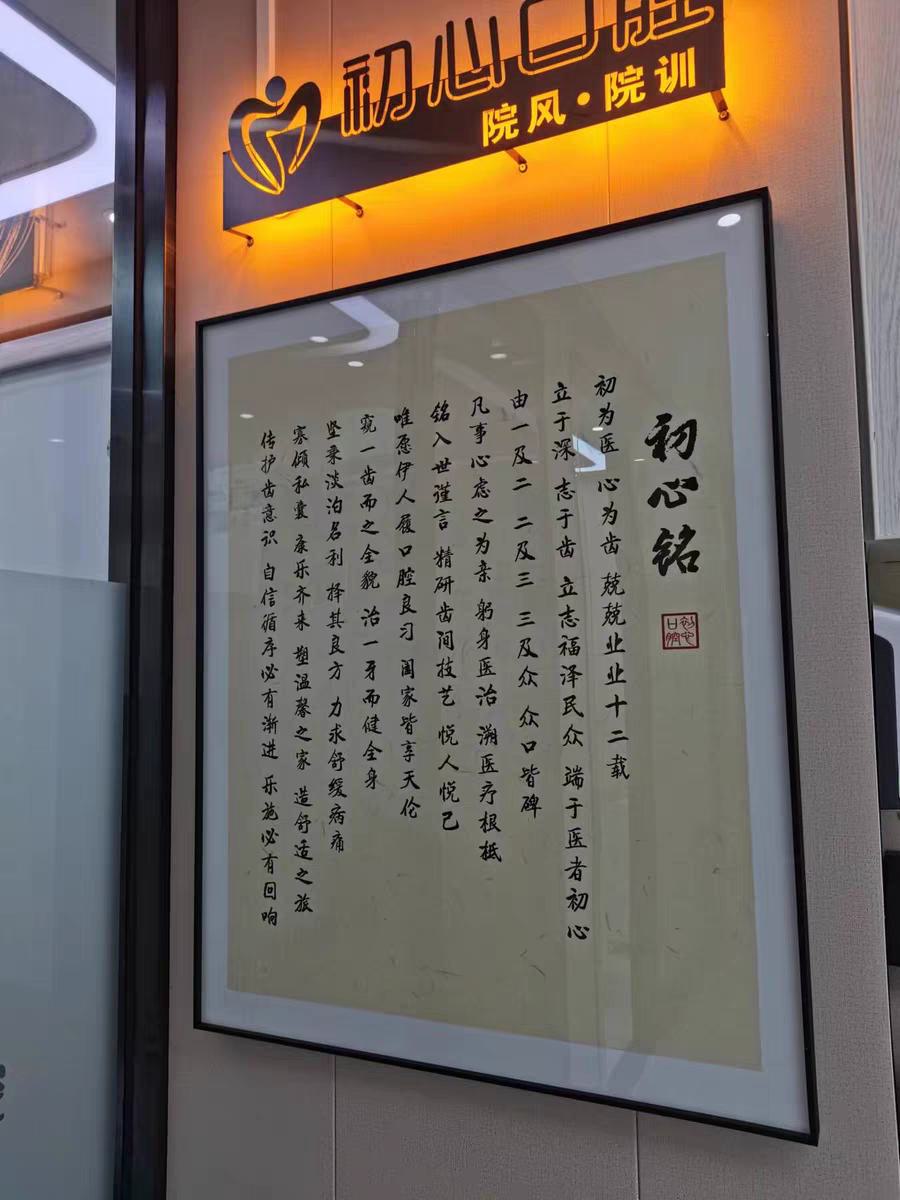 初心口腔
院风·院训
初心铭
初心口腔
初为医 心为齿 兢兢业业十二载
立于深 志于齿 立志福泽民众 端于医者初心
由一及二 二及三 三及众 众口皆碑
凡事心虑之为亲 躬身医治 溯医疗根柢
铭入世谨言 精研齿间技艺 悦人悦己
唯愿伊人履口腔良习 阖家皆享天伦
窥一齿而之全貌 治一牙而健全身
坚秉淡泊名利 择其良方 力求舒缓病痛
寡倾私囊 康乐齐来 塑温馨之家 造舒适之旅
传护齿意识 自信循序必有渐进 乐施必有回响